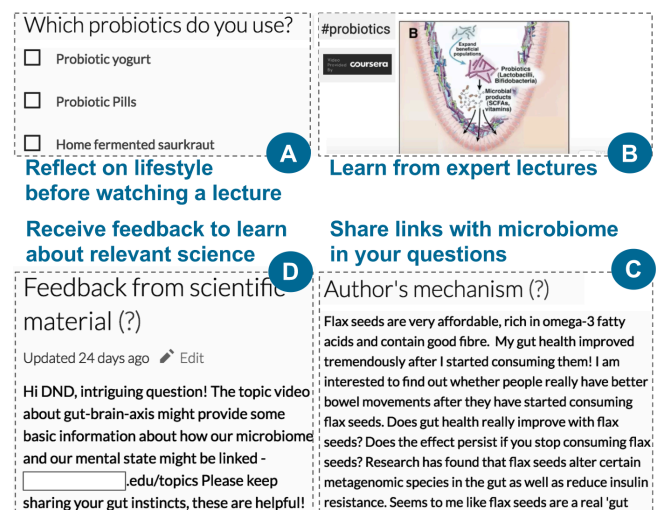 Which probiotics do you use?
Probiotic yogurt
Probiotic Pills
Home fermented saurkraut
A
Reflect on lifestyle
before watching a lecture
#probiotics
Video
Provided
By
coursera
B
Expand
beneficial
populations
Probiotics
(Lactobacilli,
Bifidobacteria)
Microbial
products
(SCFAs,
vitamins)
B
Learn from expert lectures
Receive feedback to learn
about relevant science
D
Feedback from scientific
material (?)
Updated 24 days ago Edit
Hi DND, intriguing question! The topic video
about gut-brain-axis might provide some
basic information about how our microbiome
and our mental state might be linked -
.edu/topics Please keep
sharing your gut instincts, these are helpful!
Share links with microbiome
in your questions
C
Author's mechanism (?)
Flax seeds are very affordable, rich in omega-3 fatty
acids and contain good fibre. My gut health improved
tremendously after I started consuming them! I am
interested to find out whether people really have better
bowel movements after they have started consuming
flax seeds. Does gut health really improve with flax
seeds? Does the effect persist if you stop consuming flax
seeds? Research has found that flax seeds alter certain
metagenomic species in the gut as well as reduce insulin
resistance. Seems to me like flax seeds are a real 'gut